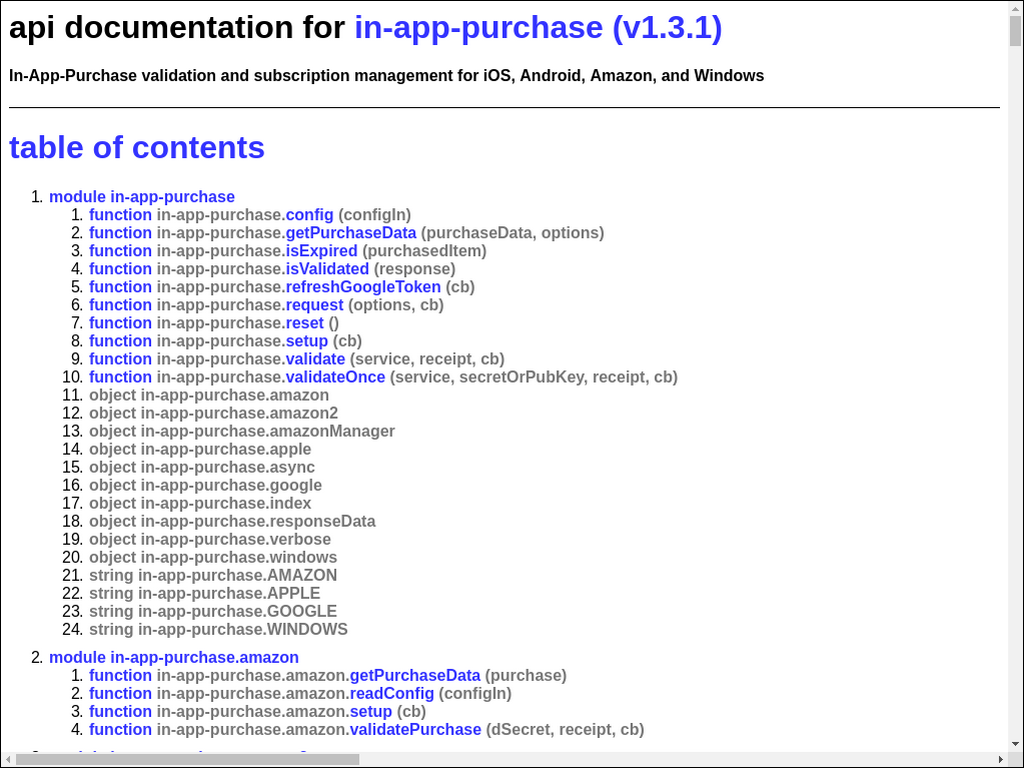 api documentation for in-app-purchase (v1.3.1)
In-App-Purchase validation and subscription management for iOS, Android, Amazon, and Windows
table of contents
1. module in-app-purchase
1. function in-app-purchase.config (configIn)
2. function in-app-purchase.getPurchaseData (purchaseData, options)
3. function in-app-purchase.isExpired (purchasedItem)
4. function in-app-purchase.isValidated (response)
5. function in-app-purchase.refreshGoogleToken (cb)
6. function in-app-purchase.request (options, cb)
7. function in-app-purchase.reset ()
8. function in-app-purchase.setup (cb)
9. function in-app-purchase.validate (service, receipt, cb)
10. function in-app-purchase.validateOnce (service, secretOrPubKey, receipt, cb)
11. object in-app-purchase.amazon
12. object in-app-purchase.amazon2
13. object in-app-purchase.amazonManager
14. object in-app-purchase.apple
15. object in-app-purchase.async
16. object in-app-purchase.google
17. object in-app-purchase.index
18. object in-app-purchase.responseData
19. object in-app-purchase.verbose
20. object in-app-purchase.windows
21. string in-app-purchase.AMAZON
22. string in-app-purchase.APPLE
23. string in-app-purchase.GOOGLE
24. string in-app-purchase.WINDOWS
2. module in-app-purchase.amazon
1. function in-app-purchase.amazon.getPurchaseData (purchase)
2. function in-app-purchase.amazon.readConfig (configIn)
3. function in-app-purchase.amazon.setup (cb)
4. function in-app-purchase.amazon.validatePurchase (dSecret, receipt, cb)